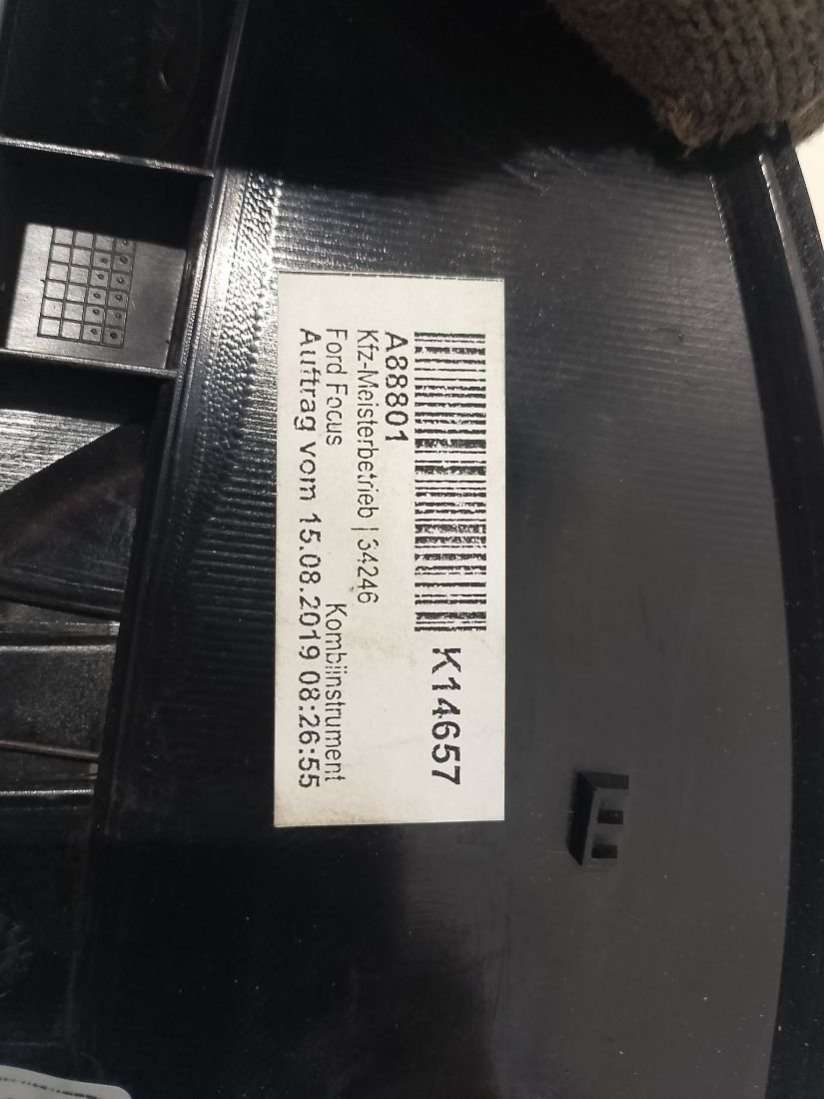 K14657
A88801
Kfz-Meisterbetrieb | 34246
Ford Focus Kombiinstrument
Auftrag vom 15.08.2019 08:26:55